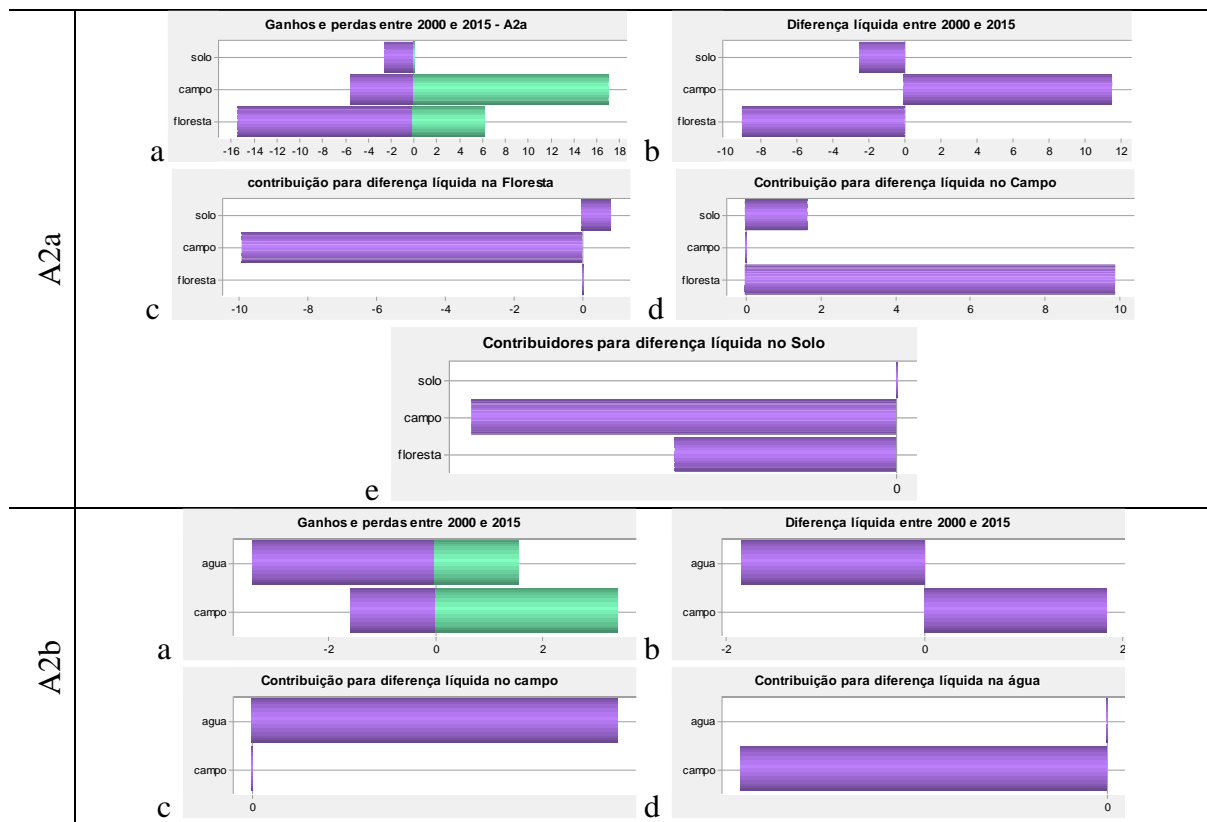 A2a
Ganhos e perdas entre 2000 e 2015 - A2a
solo
campo
floresta
-16 -14 -12 -10 -8 -6 -4 -2 0 2 4 6 8 10 12 14 16 18
a
Diferença líquida entre 2000 e 2015
solo
campo
floresta
-10 -8 -6 -4 -2 0 2 4 6 8 10 12
b
contribuição para diferença líquida na Floresta
solo
campo
floresta
-10 -8 -6 -4 -2 0
c
Contribuição para diferença líquida no Campo
solo
campo
floresta
0 2 4 6 8 10
d
Contribuidores para diferença líquida no Solo
solo
campo
floresta
0
e
A2b
Ganhos e perdas entre 2000 e 2015
agua
campo
-2 0 2
a
Diferença líquida entre 2000 e 2015
agua
campo
-2 0 2
b
Contribuição para diferença líquida no campo
agua
campo
0
c
Contribuição para diferença líquida na água
agua
campo
0
d